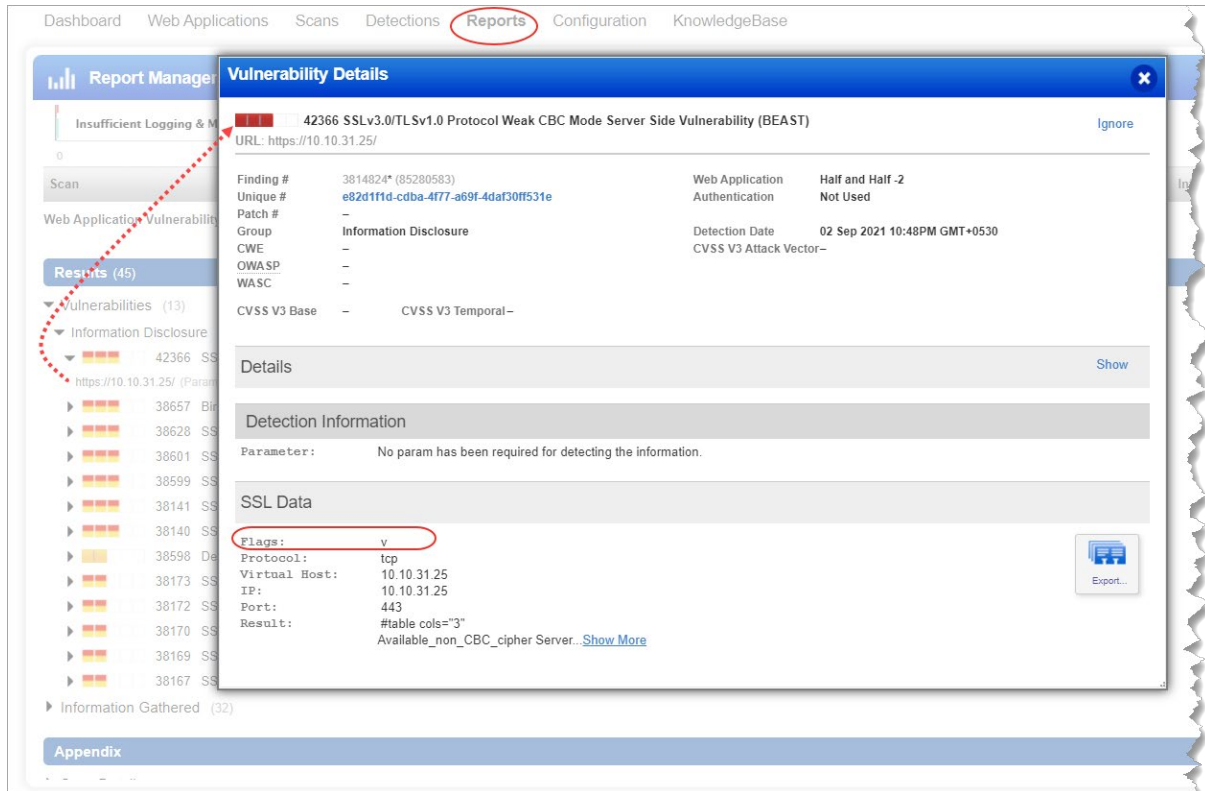 Dashboard Web Applications Scans Detections Reports Configuration KnowledgeBase
Report Manager
Insufficient Logging & M
0
Scan
Web Application Vulnerability
Results (45)
Vulnerabilities (13)
Information Disclosure
42366 SS
https://10.10.31.25/ (Param
38657 Bir
38628 SS
38601 SS
38599 SS
38141 SS
38140 SS
38598 De
38173 SS
38172 SS
38170 SS
38169 SS
38167 SS
Information Gathered (32)
Appendix
Vulnerability Details
42366 SSLv3.0/TLSv1.0 Protocol Weak CBC Mode Server Side Vulnerability (BEAST) Ignore
URL: https://10.10.31.25/
Finding # 3814824* (85280583) Web Application Half and Half -2
Unique # e82d1f1d-cdba-4f77-a69f-4daf30ff531e Authentication Not Used
Patch # –
Group Information Disclosure Detection Date 02 Sep 2021 10:48PM GMT+0530
CWE – CVSS V3 Attack Vector–
OWASP –
WASC –
CVSS V3 Base – CVSS V3 Temporal–
Details Show
Detection Information
Parameter: No param has been required for detecting the information.
SSL Data
Flags: v
Protocol: tcp
Virtual Host: 10.10.31.25
IP: 10.10.31.25
Port: 443
Result: #table cols="3"
Available_non_CBC_cipher Server...Show More
Export...